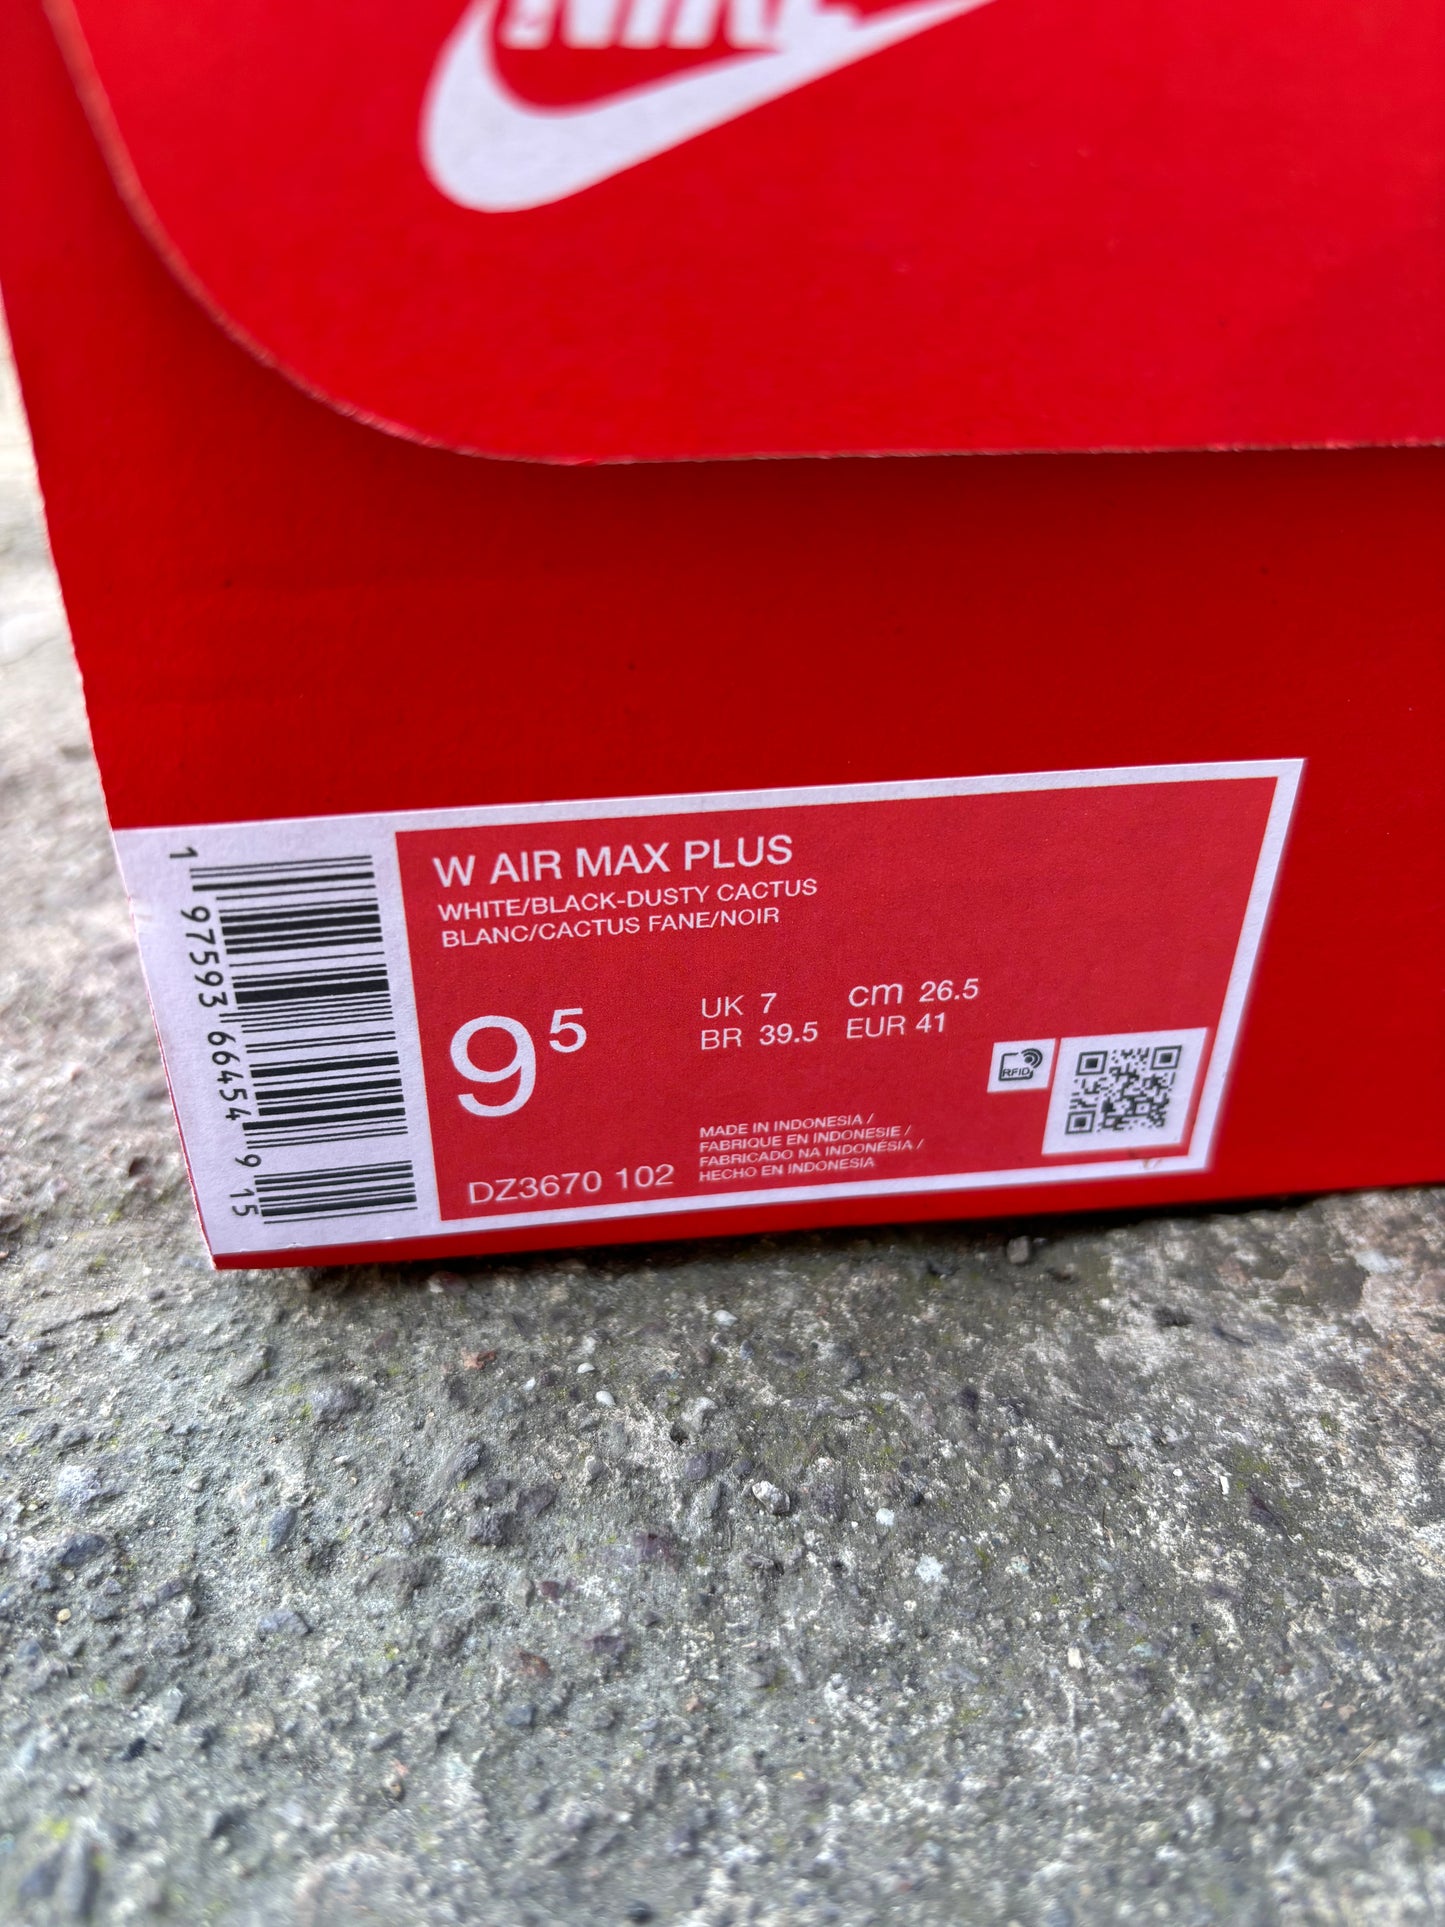 NIKE
W AIR MAX PLUS
WHITE/BLACK-DUSTY CACTUS
BLANC/CACTUS FANE/NOIR
9⁵
UK 7 cm 26.5
BR 39.5 EUR 41
RFID
MADE IN INDONESIA /
FABRIQUE EN INDONESIE /
FABRICADO NA INDONÉSIA /
HECHO EN INDONESIA
DZ3670 102
1 97593 66454 9 15